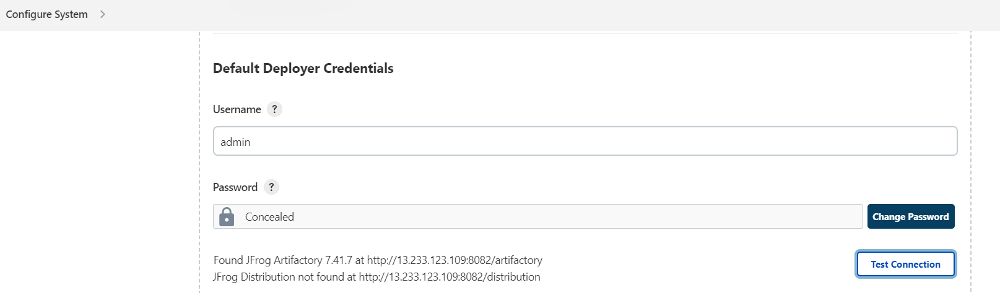 Configure System
Default Deployer Credentials
Username ?
admin
Password ?
Concealed
Change Password
Found JFrog Artifactory 7.41.7 at http://13.233.123.109:8082/artifactory
JFrog Distribution not found at http://13.233.123.109:8082/distribution
Test Connection